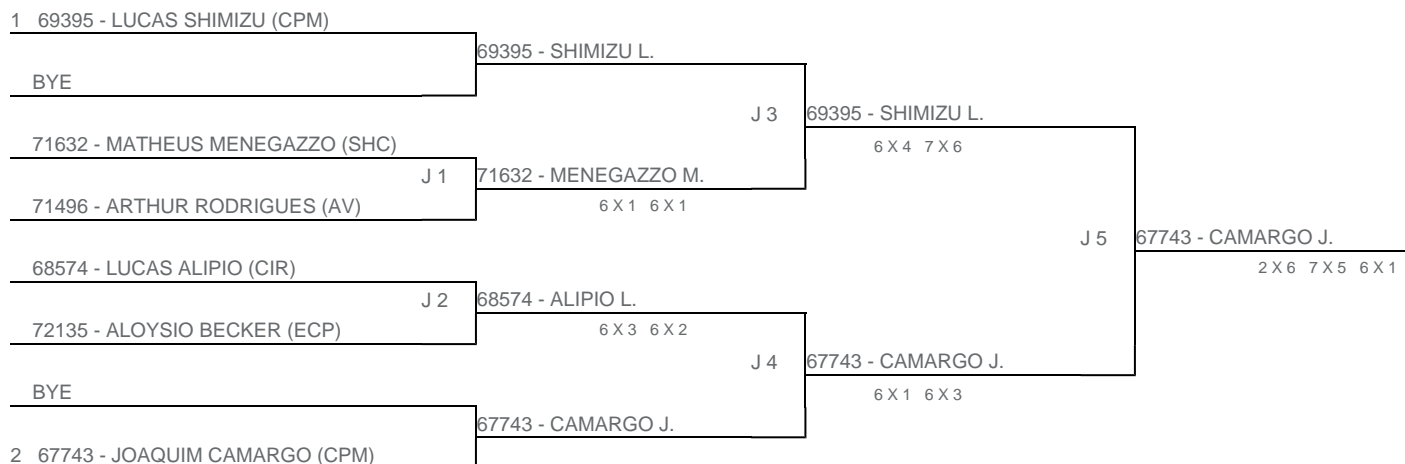 1 69395 - LUCAS SHIMIZU (CPM)
69395 - SHIMIZU L.
BYE
J 3
69395 - SHIMIZU L.
6 X 4 7 X 6
71632 - MATHEUS MENEGAZZO (SHC)
J 1
71632 - MENEGAZZO M.
6 X 1 6 X 1
71496 - ARTHUR RODRIGUES (AV)
J 5
67743 - CAMARGO J.
2 X 6 7 X 5 6 X 1
68574 - LUCAS ALIPIO (CIR)
J 2
68574 - ALIPIO L.
6 X 3 6 X 2
72135 - ALOYSIO BECKER (ECP)
J 4
67743 - CAMARGO J.
6 X 1 6 X 3
BYE
67743 - CAMARGO J.
2 67743 - JOAQUIM CAMARGO (CPM)